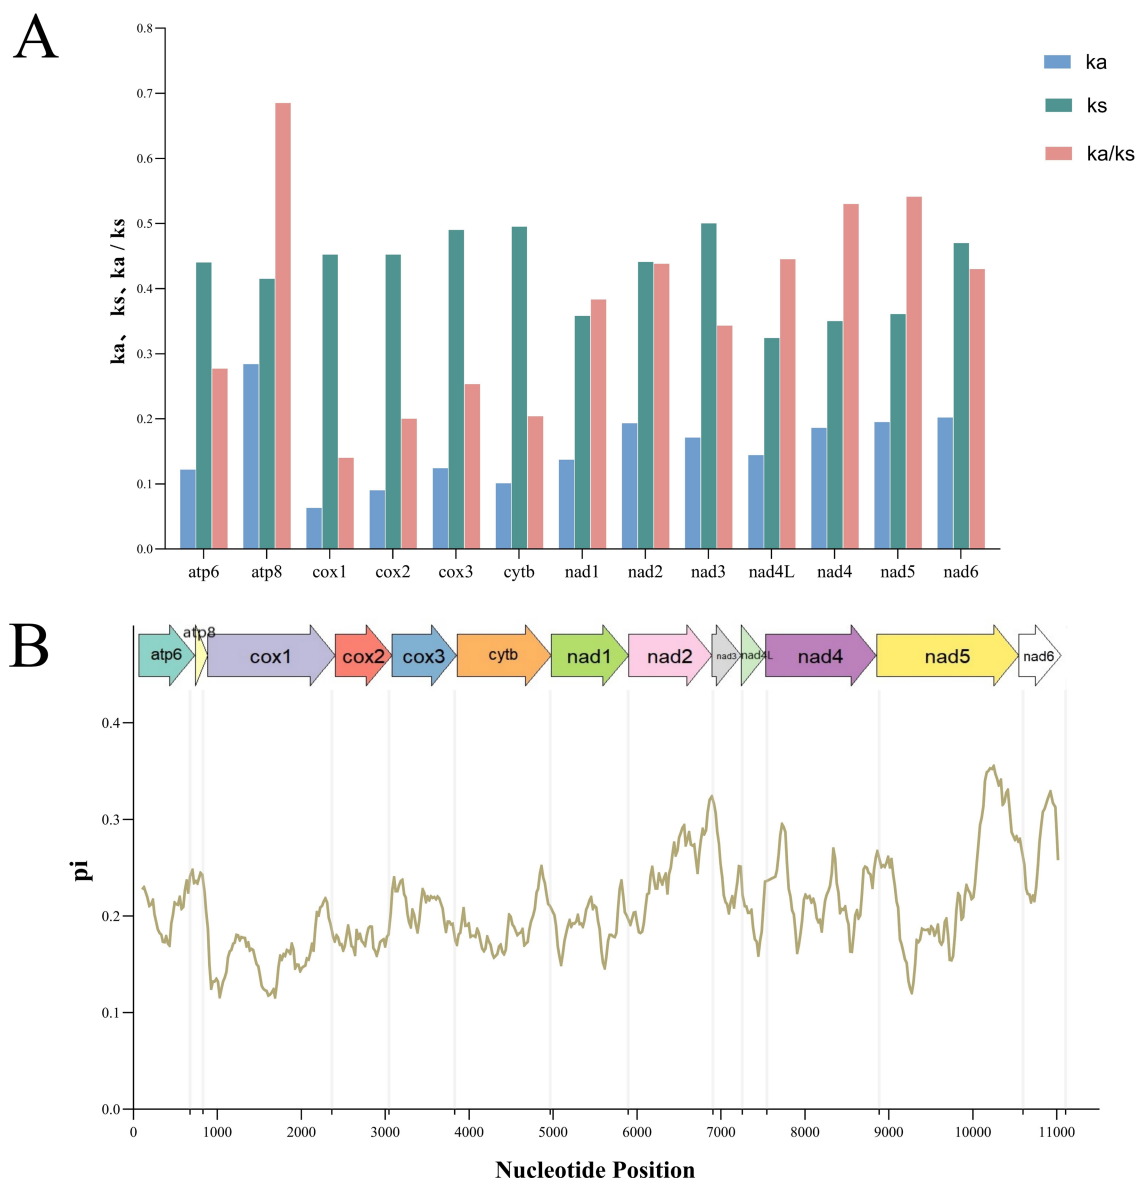 A
0.8
0.7
0.6
0.5
0.4
0.3
0.2
0.1
0.0
ka、ks、ka / ks
ka
ks
ka/ks
atp6 atp8 cox1 cox2 cox3 cytb nad1 nad2 nad3 nad4L nad4 nad5 nad6
B
atp6 atp8 cox1 cox2 cox3 cytb nad1 nad2 nad3 nad4L nad4 nad5 nad6
0.4
0.3
0.2
0.1
0.0
pi
0 1000 2000 3000 4000 5000 6000 7000 8000 9000 10000 11000
Nucleotide Position